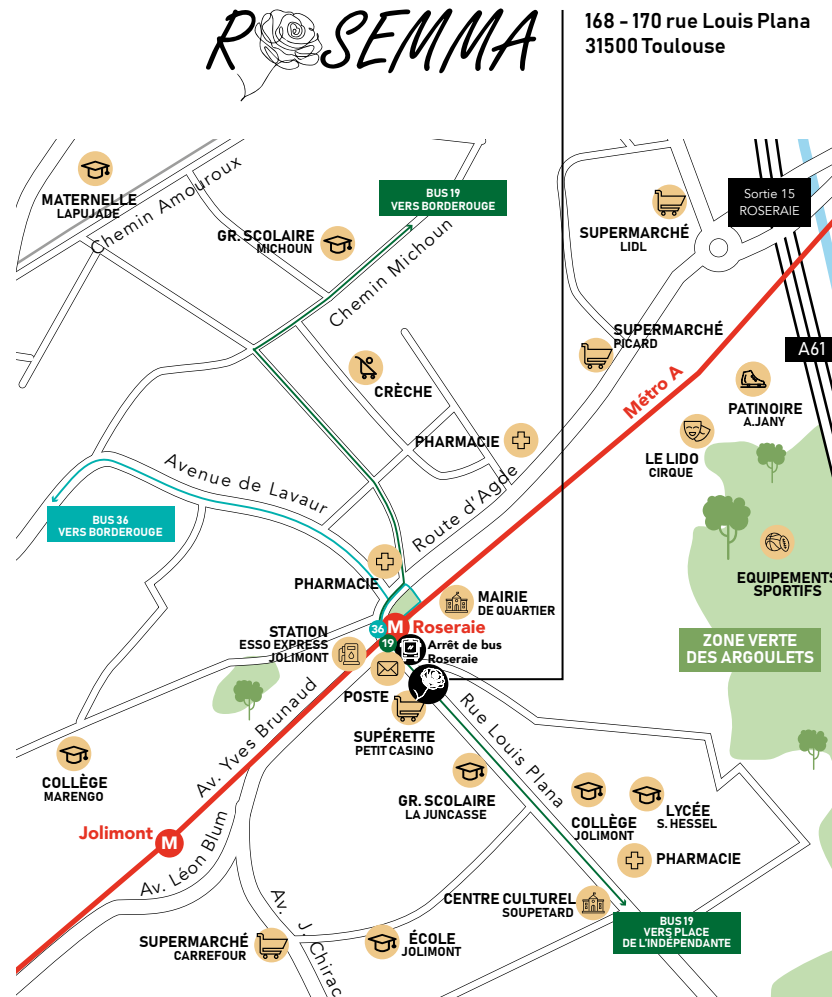 ROSEMMA
168 - 170 rue Louis Plana
31500 Toulouse
MATERNELLE
LAPUJADE
Chemin Amouroux
BUS 19
VERS BORDEROUGE
GR. SCOLAIRE
MICHOUN
Chemin Michoun
SUPERMARCHÉ
LIDL
Sortie 15
ROSERAIE
SUPERMARCHÉ
PICARD
A61
Métro A
CRÈCHE
PATINOIRE
A.JANY
PHARMACIE
LE LIDO
CIRQUE
Avenue de Lavaur
Route d'Agde
BUS 36
VERS BORDEROUGE
EQUIPEMENTS
SPORTIFS
PHARMACIE
MAIRIE
DE QUARTIER
36
M
Roseraie
19
Arrêt de bus
Roseraie
STATION
ESSO EXPRESS
JOLIMONT
ZONE VERTE
DES ARGOULETS
POSTE
SUPÉRETTE
PETIT CASINO
Rue Louis Plana
Av. Yves Brunaud
COLLÈGE
MARENGO
GR. SCOLAIRE
LA JUNCASSE
COLLÈGE
JOLIMONT
LYCÉE
S. HESSEL
Jolimont
M
Av. Léon Blum
PHARMACIE
CENTRE CULTUREL
SOUPETARD
BUS 19
VERS PLACE
DE L'INDÉPENDANTE
Av. J. Chirac
SUPERMARCHÉ
CARREFOUR
ÉCOLE
JOLIMONT